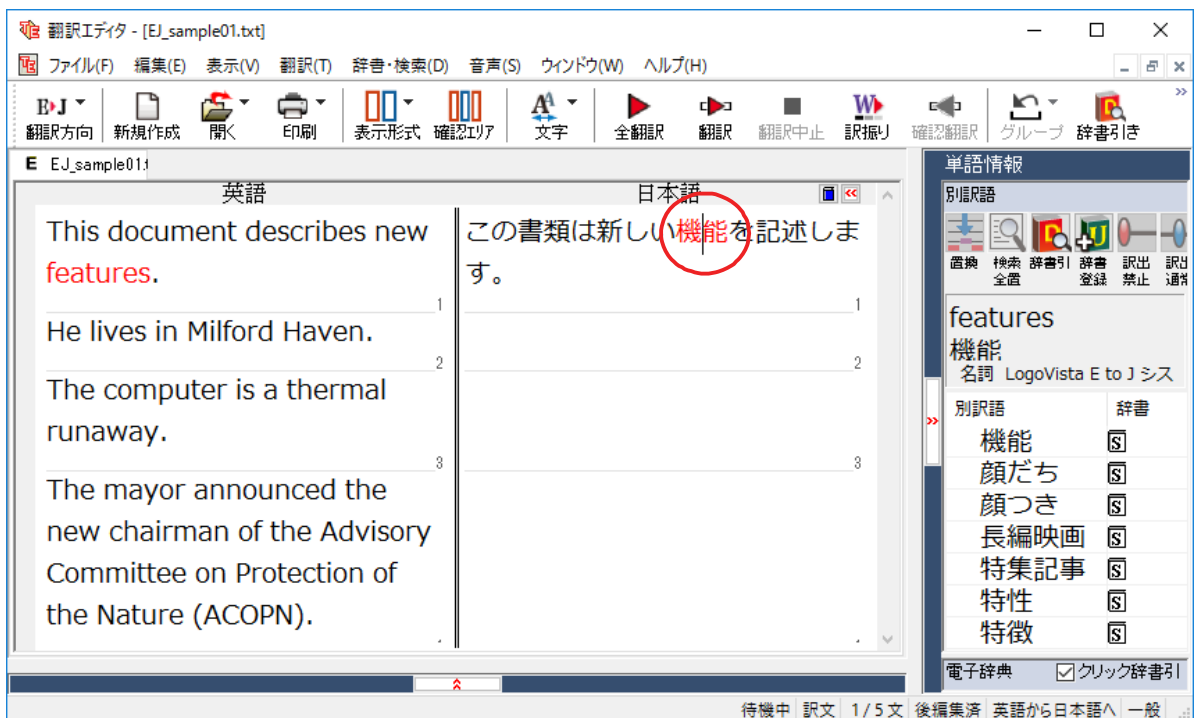 翻訳エディタ - [EJ_sample01.txt]
ファイル(F) 編集(E) 表示(V) 翻訳(T) 辞書・検索(D) 音声(S) ウィンドウ(W) ヘルプ(H)
E▸J
翻訳方向 新規作成 開く 印刷 表示形式 確認エリア 文字 全翻訳 翻訳 翻訳中止 訳振り 確認翻訳 グループ 辞書引き
E EJ_sample01.t
英語 日本語
This document describes new
features.
1
He lives in Milford Haven.
2
The computer is a thermal
runaway.
3
The mayor announced the
new chairman of the Advisory
Committee on Protection of
the Nature (ACOPN).
この書類は新しい機能を記述しま
す。
1
2
3
単語情報
別訳語
置換 検索 辞書引 辞書 訳出 訳出
全置 登録 禁止 通常
features
機能
名詞 LogoVista E to J シス
別訳語 辞書
機能 S
顔だち S
顔つき S
長編映画 S
特集記事 S
特性 S
特徴 S
電子辞典 クリック辞書引
待機中 訳文 1/5文 後編集済 英語から日本語へ 一般